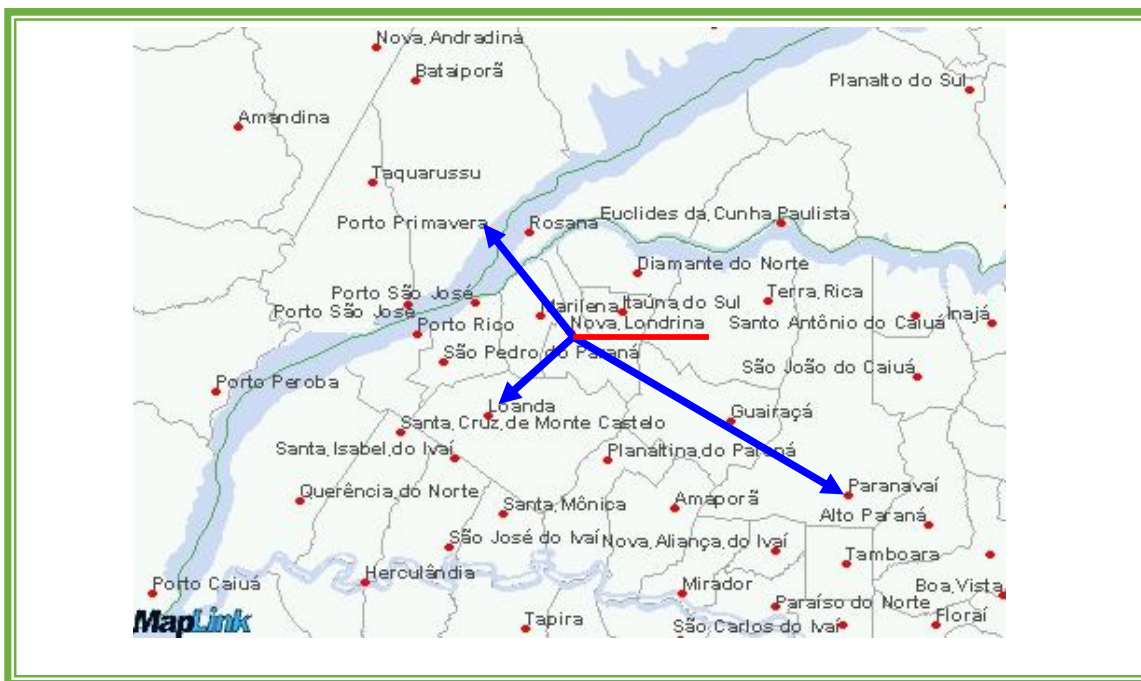 Nova Andradina
Bataiporã
Planalto do Sul
Amandina
Taquarussu
Porto Primavera
Rosana
Euclides da Cunha Paulista
Diamante do Norte
Porto São José
Marilena
Itaúna do Sul
Terra Rica
Porto São José
Porto Rico
Nova Londrina
Santo Antônio do Caiuá
Inajá
São Pedro do Paraná
São João do Caiuá
Porto Peroba
Loanda
Guairaçá
Santa Cruz de Monte Castelo
Santa Isabel do Ivaí
Planaltina do Paraná
Querência do Norte
Santa Mônica
Amaporã
Paranavaí
Alto Paraná
São José do Ivaí
Nova Aliança do Ivaí
Tamboara
Porto Caiuá
Herculândia
Mirador
Boa Vista
Paraíso do Norte
MapLink
Tapira
São Carlos do Ivaí
Floraí